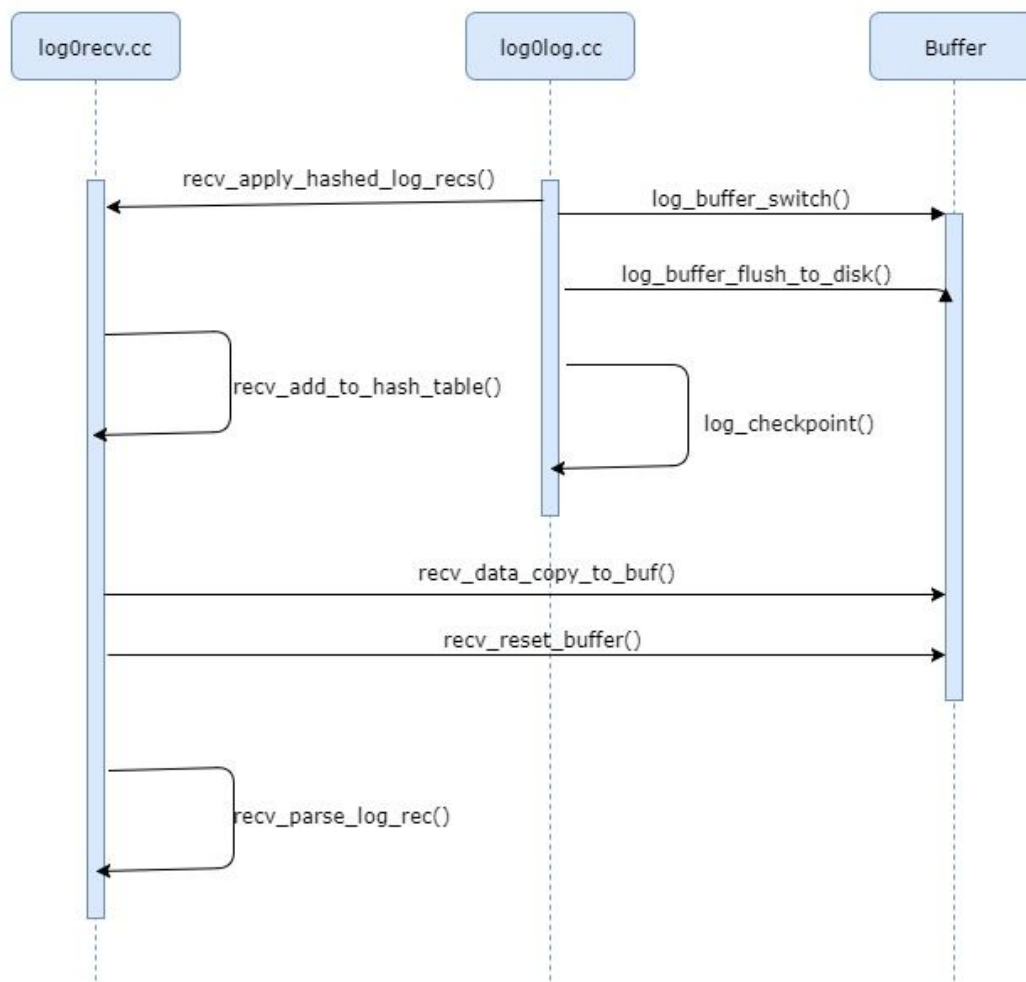 log0recv.cc
log0log.cc
Buffer
recv_apply_hashed_log_recs()
log_buffer_switch()
log_buffer_flush_to_disk()
recv_add_to_hash_table()
log_checkpoint()
recv_data_copy_to_buf()
recv_reset_buffer()
recv_parse_log_rec()